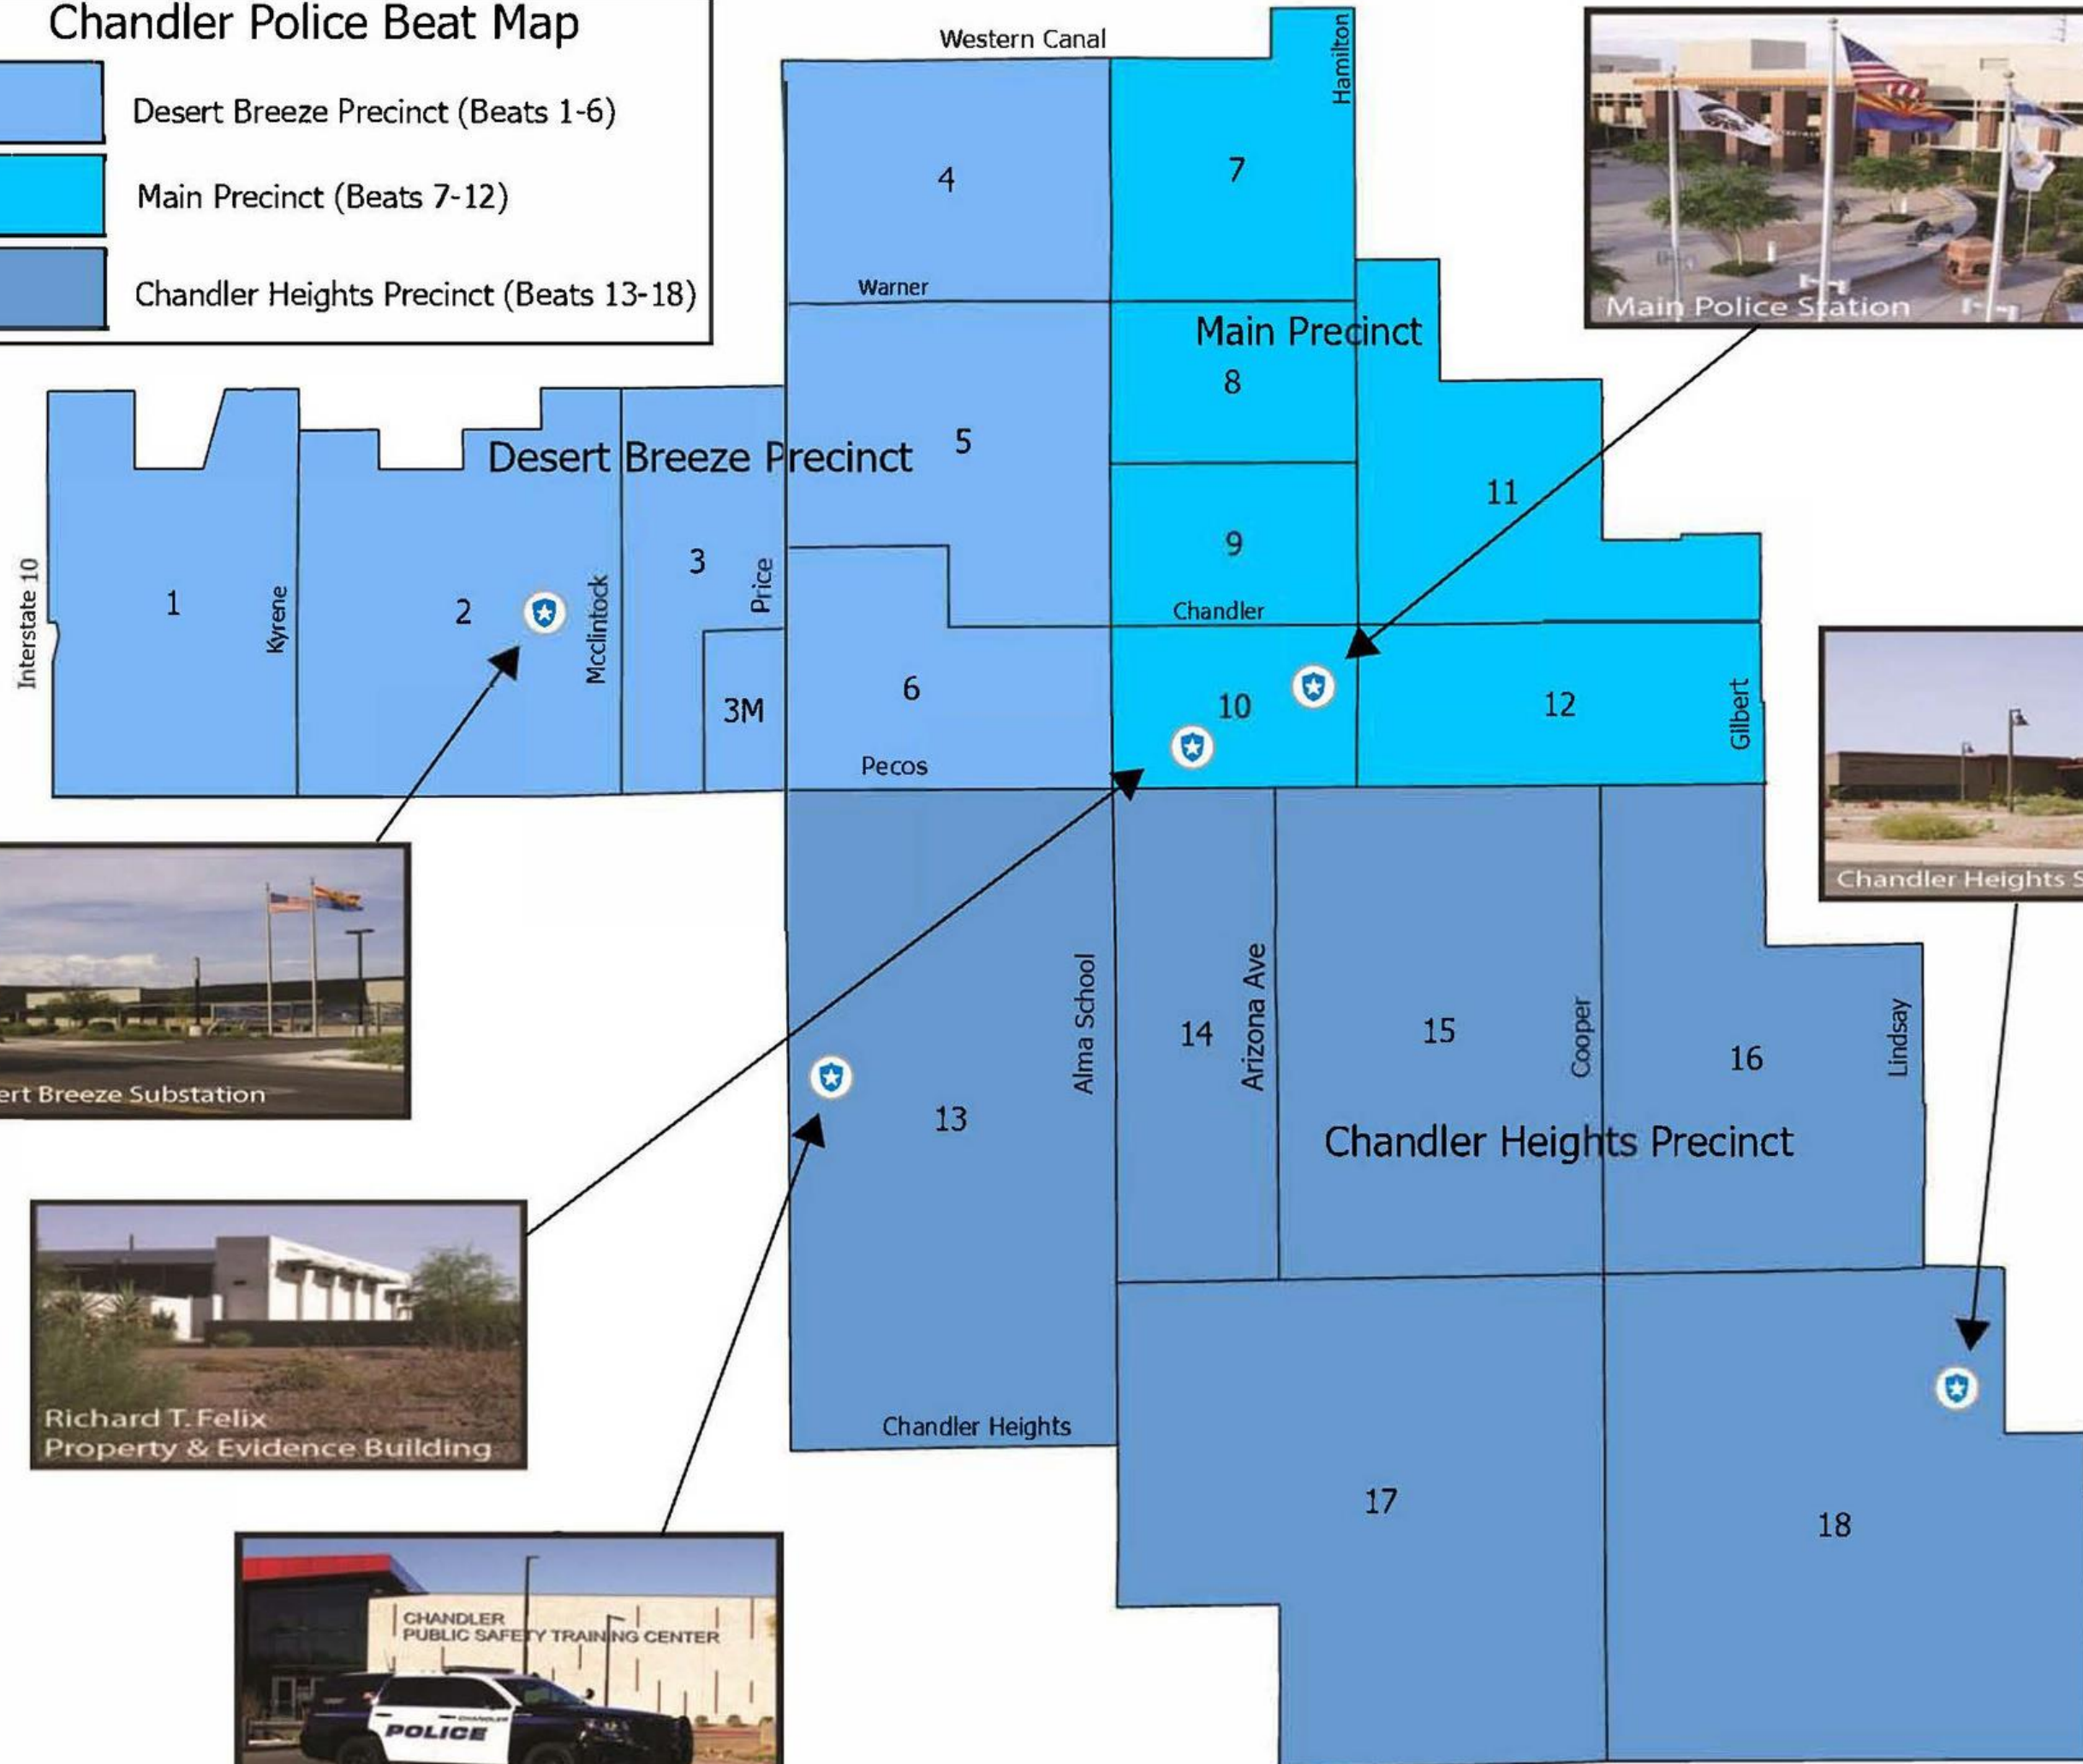 Chandler Police Beat Map
Desert Breeze Precinct (Beats 1-6)
Main Precinct (Beats 7-12)
Chandler Heights Precinct (Beats 13-18)
Western Canal
Hamilton
4
7
Warner
Main Precinct
8
Main Police Station
Desert Breeze Precinct
5
11
Interstate 10
1
Kyrene
2
Mcclintock
3
Price
9
Chandler
3M
6
10
12
Gilbert
Pecos
Chandler Heights S
ert Breeze Substation
13
Alma School
14
Arizona Ave
15
Cooper
16
Lindsay
Chandler Heights Precinct
Richard T. Felix
Property & Evidence Building
Chandler Heights
17
18
CHANDLER
PUBLIC SAFETY TRAINING CENTER
CHANDLER
POLICE